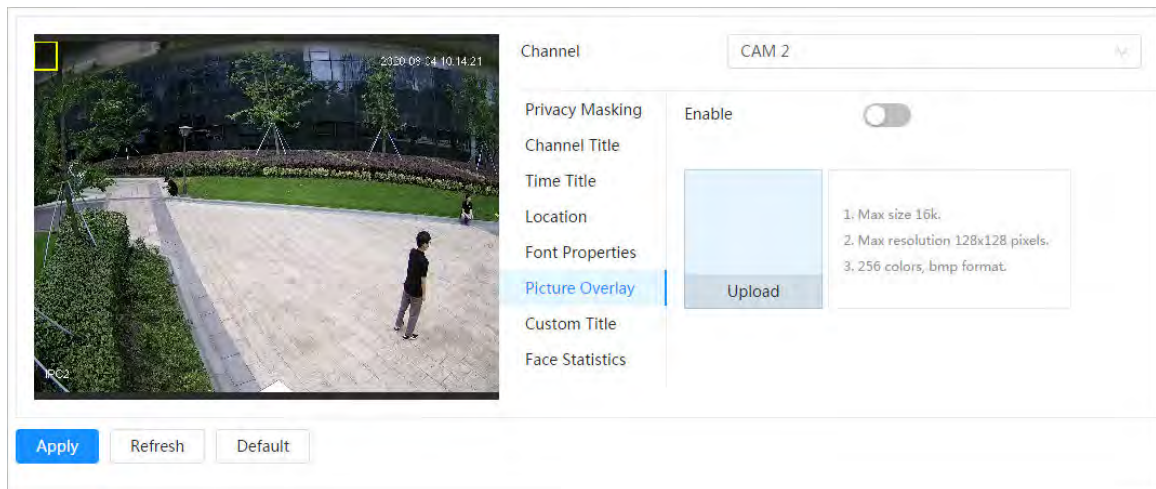 2020-09-04 10:14:21
IPC2
Channel
CAM 2
Privacy Masking
Channel Title
Time Title
Location
Font Properties
Picture Overlay
Custom Title
Face Statistics
Enable
Upload
1. Max size 16k.
2. Max resolution 128x128 pixels.
3. 256 colors, bmp format.
Apply
Refresh
Default